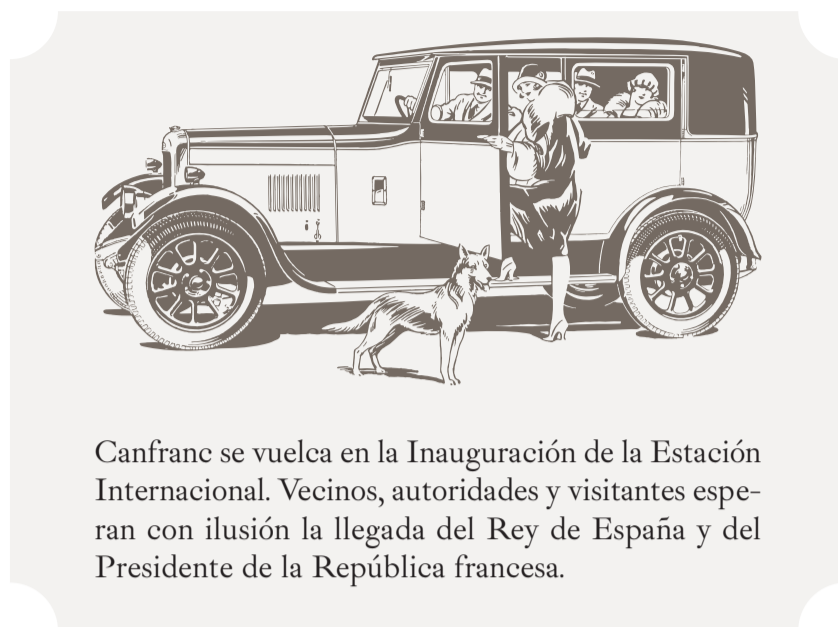 Canfranc se vuelca en la Inauguración de la Estación
Internacional. Vecinos, autoridades y visitantes espe-
ran con ilusión la llegada del Rey de España y del
Presidente de la República francesa.